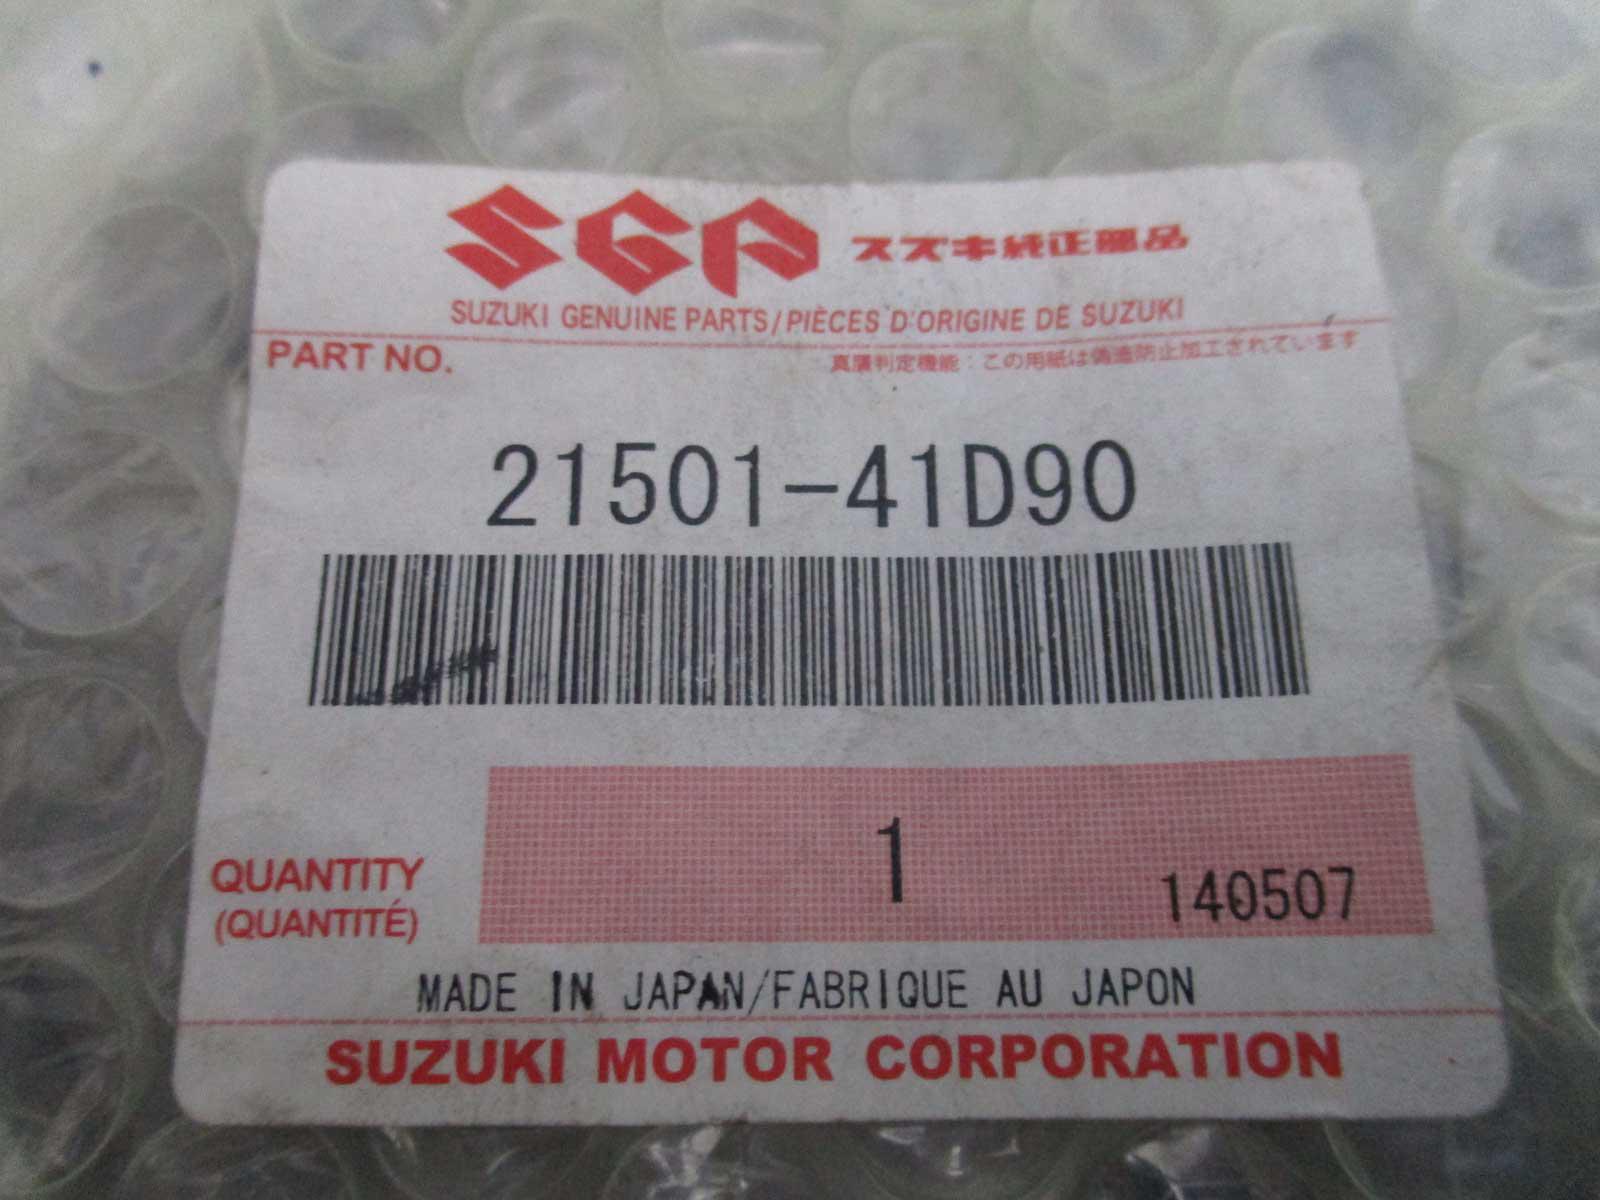 SGP スズキ純正部品
SUZUKI GENUINE PARTS/PIÈCES D'ORIGINE DE SUZUKI
PART NO.
真贋判定機能：この用紙は偽造防止加工されています
21501-41D90
1
140507
QUANTITY
(QUANTITÉ)
MADE IN JAPAN/FABRIQUE AU JAPON
SUZUKI MOTOR CORPORATION